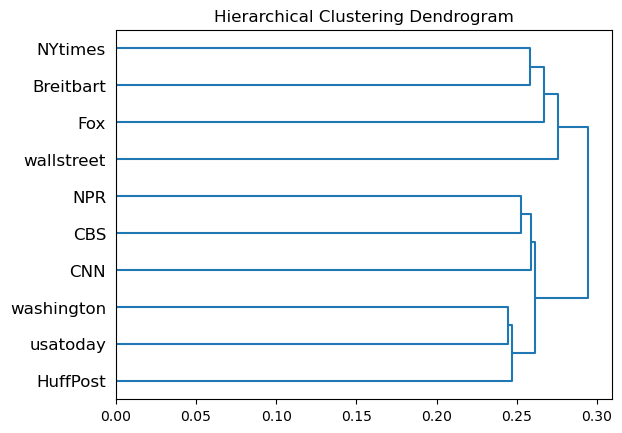 Hierarchical Clustering Dendrogram
NYtimes
Breitbart
Fox
wallstreet
NPR
CBS
CNN
washington
usatoday
HuffPost
0.00 0.05 0.10 0.15 0.20 0.25 0.30